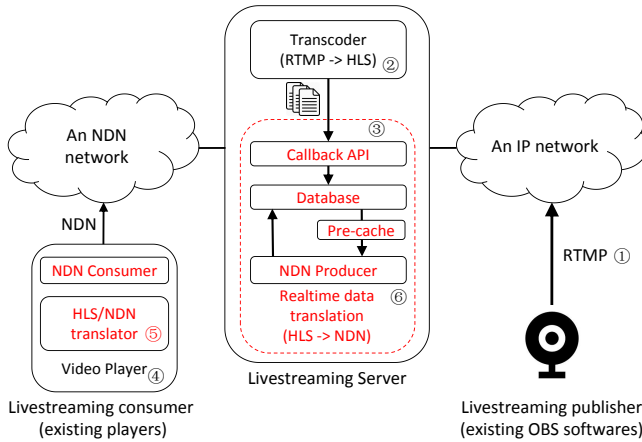 Transcoder
(RTMP -> HLS) ②
③
An NDN
network
Callback API
An IP network
Database
NDN
Pre-cache
RTMP ①
NDN Consumer
NDN Producer
⑥
Realtime data
translation
(HLS -> NDN)
HLS/NDN
translator ⑤
Video Player ④
Livestreaming Server
Livestreaming consumer
(existing players)
Livestreaming publisher
(existing OBS softwares)